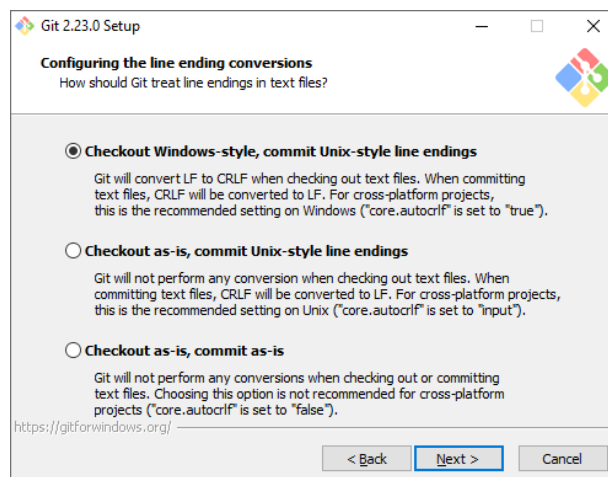 Git 2.23.0 Setup
Configuring the line ending conversions
How should Git treat line endings in text files?
Checkout Windows-style, commit Unix-style line endings
Git will convert LF to CRLF when checking out text files. When committing
text files, CRLF will be converted to LF. For cross-platform projects,
this is the recommended setting on Windows ("core.autocrlf" is set to "true").
Checkout as-is, commit Unix-style line endings
Git will not perform any conversion when checking out text files. When
committing text files, CRLF will be converted to LF. For cross-platform projects,
this is the recommended setting on Unix ("core.autocrlf" is set to "input").
Checkout as-is, commit as-is
Git will not perform any conversions when checking out or committing
text files. Choosing this option is not recommended for cross-platform
projects ("core.autocrlf" is set to "false").
https://gitforwindows.org/
< Back Next > Cancel